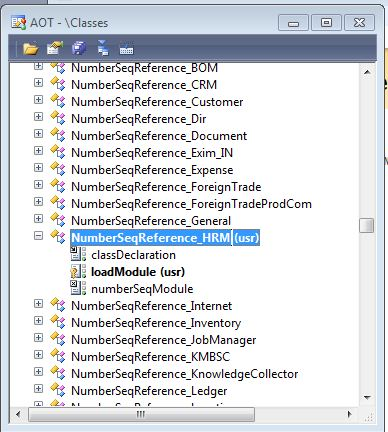 AOT - \Classes
NumberSeqReference_BOM
NumberSeqReference_CRM
NumberSeqReference_Customer
NumberSeqReference_Dir
NumberSeqReference_Document
NumberSeqReference_Exim_IN
NumberSeqReference_Expense
NumberSeqReference_ForeignTrade
NumberSeqReference_ForeignTradeProdCom
NumberSeqReference_General
NumberSeqReference_HRM (usr)
classDeclaration
loadModule (usr)
numberSeqModule
NumberSeqReference_Internet
NumberSeqReference_Inventory
NumberSeqReference_JobManager
NumberSeqReference_KMBSC
NumberSeqReference_KnowledgeCollector
NumberSeqReference_Ledger